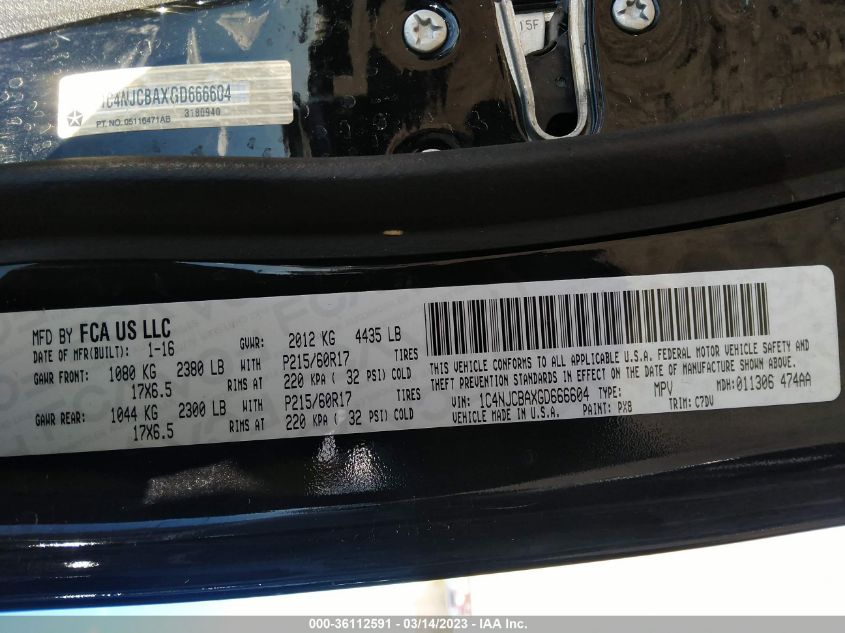 15F
1C4NJCBAXGD666604
PT. NO. 05116471AB 3180940
MFD BY FCA US LLC
DATE OF MFR(BUILT): 1-16 GVWR: 2012 KG 4435 LB
GAWR FRONT: 1080 KG 2380 LB WITH P215/60R17 TIRES
17X6.5 RIMS AT 220 KPA ( 32 PSI) COLD
GAWR REAR: 1044 KG 2300 LB WITH P215/60R17 TIRES
17X6.5 RIMS AT 220 KPA ( 32 PSI) COLD
THIS VEHICLE CONFORMS TO ALL APPLICABLE U.S.A. FEDERAL MOTOR VEHICLE SAFETY AND
THEFT PREVENTION STANDARDS IN EFFECT ON THE DATE OF MANUFACTURE SHOWN ABOVE.
VIN: 1C4NJCBAXGD666604 TYPE: MPV MDH:011306 474AA
VEHICLE MADE IN U.S.A. PAINT: PX8 TRIM: C7DV
000-36112591 - 03/14/2023 - IAA Inc.